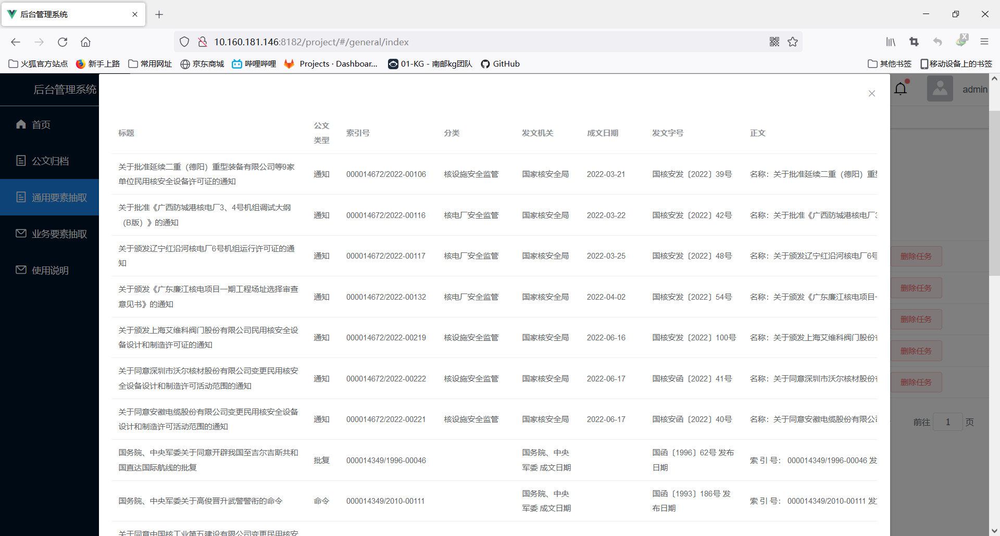 后台管理系统
10.160.181.146:8182/project/#/general/index
火狐官方站点 新手上路 常用网址 京东商城 哔哩哔哩 Projects · Dashboar... 01-KG - 南邮kg团队 GitHub 其他书签 移动设备上的书签
后台管理系统
admin
首页
公文归档
通用要素抽取
业务要素抽取
使用说明
标题 公文类型 索引号 分类 发文机关 成文日期 发文字号 正文
关于批准延续二重（德阳）重型装备有限公司等9家
单位民用核安全设备许可证的通知
通知 000014672/2022-00106 核设施安全监管 国家核安全局 2022-03-21 国核安发〔2022〕39号 名称：关于批准延续二重（德阳）重
关于批准《广西防城港核电厂3、4号机组调试大纲
（B版）》的通知
通知 000014672/2022-00116 核电厂安全监管 国家核安全局 2022-03-22 国核安发〔2022〕42号 名称：关于批准《广西防城港核电厂3
关于颁发辽宁红沿河核电厂6号机组运行许可证的通
知
通知 000014672/2022-00117 核电厂安全监管 国家核安全局 2022-03-25 国核安发〔2022〕48号 名称：关于颁发辽宁红沿河核电厂6号
关于颁发《广东廉江核电项目一期工程场址选择审查
意见书》的通知
通知 000014672/2022-00132 核电厂安全监管 国家核安全局 2022-04-02 国核安发〔2022〕54号 名称：关于颁发《广东廉江核电项目
关于颁发上海艾维科阀门股份有限公司民用核安全设
备设计和制造许可证的通知
通知 000014672/2022-00219 核设施安全监管 国家核安全局 2022-06-16 国核安发〔2022〕100号 名称：关于颁发上海艾维科阀门股份
关于同意深圳市沃尔核材股份有限公司变更民用核安
全设备设计和制造许可活动范围的通知
通知 000014672/2022-00222 核设施安全监管 国家核安全局 2022-06-17 国核安函〔2022〕41号 名称：关于同意深圳市沃尔核材股份
关于同意安徽电缆股份有限公司变更民用核安全设备
设计和制造许可活动范围的通知
通知 000014672/2022-00221 核设施安全监管 国家核安全局 2022-06-17 国核安函〔2022〕40号 名称：关于同意安徽电缆股份有限公
国务院、中央军委关于同意开辟我国至吉尔吉斯共和
国直达国际航线的批复
批复 000014349/1996-00046
国务院、中央
军委 成文日期
国函〔1996〕62号 发布
日期
索 引 号： 000014349/1996-00046 发
国务院、中央军委关于高俊晋升武警警衔的命令
命令 000014349/2010-00111
国务院、中央
军委 成文日期
国函〔1993〕186号 发
布日期
索 引 号： 000014349/2010-00111 发
关于同意中国核工业第五建设有限公司变更民用核安
删除任务
删除任务
删除任务
删除任务
删除任务
前往 1 页